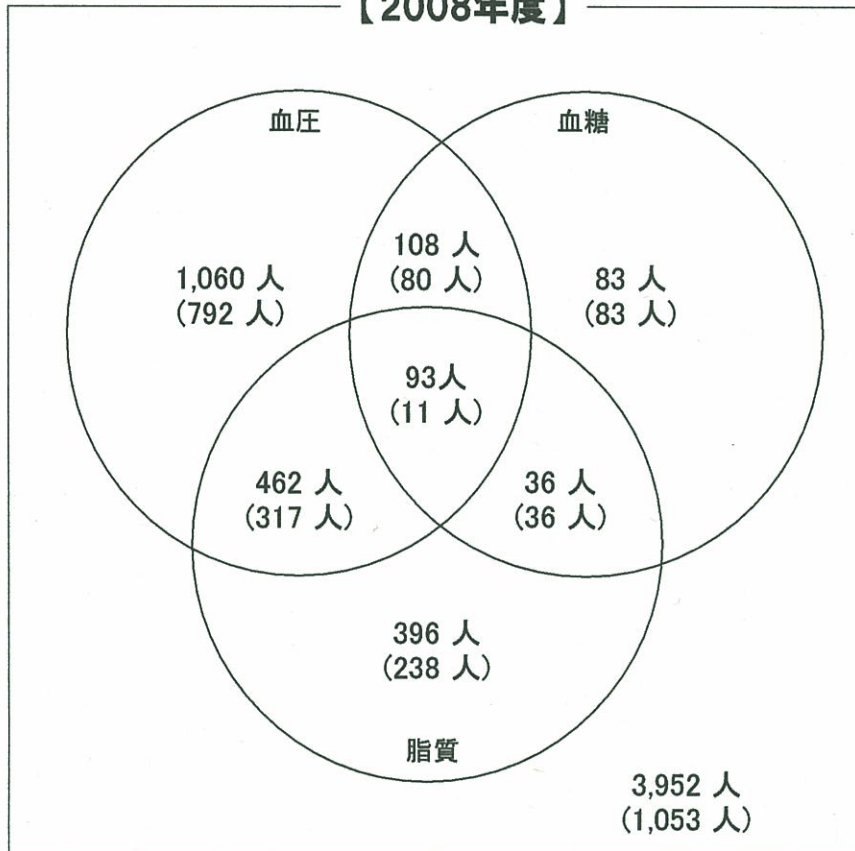 【2008年度】
血圧
血糖
108 人
(80 人)
1,060 人
(792 人)
83 人
(83 人)
93人
(11 人)
462 人
(317 人)
36 人
(36 人)
396 人
(238 人)
脂質
3,952 人
(1,053 人)